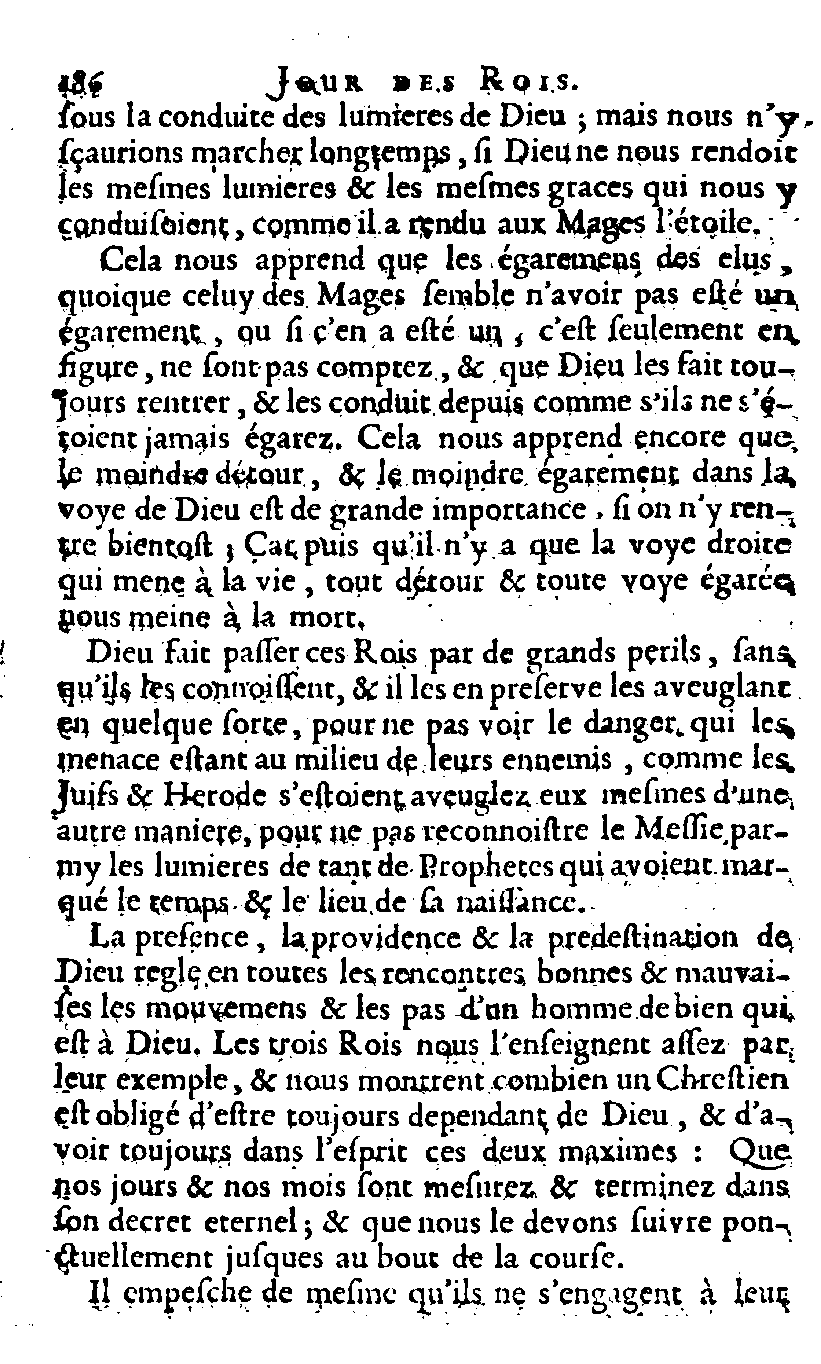 186 JOUR DES ROIS.
ſous la conduite des lumieres de Dieu ; mais nous n'y
ſçaurions marcher longtemps, ſi Dieu ne nous rendoit
les meſmes lumieres & les meſmes graces qui nous y
conduiſoient, comme il a rendu aux Mages l'étoile.
Cela nous apprend que les égaremens des elus,
quoique celuy des Mages ſemble n'avoir pas eſté un
égarement, ou ſi ç'en a eſté un, c'eſt ſeulement en
figure, ne ſont pas comptez, & que Dieu les fait tou-
jours rentrer, & les conduit depuis comme s'ils ne s'é-
toient jamais égarez. Cela nous apprend encore que
le moindre détour, & le moindre égarement dans la
voye de Dieu eſt de grande importance, ſi on n'y ren-
tre bientoſt ; Car puis qu'il n'y a que la voye droite
qui mene à la vie, tout détour & toute voye égarée
nous meine à la mort.
Dieu fait paſſer ces Rois par de grands perils, ſans
qu'ils les connoiſſent, & il les en preſerve les aveuglant
en quelque ſorte, pour ne pas voir le danger qui les
menace eſtant au milieu de leurs ennemis, comme les
Juifs & Herode s'eſtoient aveuglez eux meſmes d'une
autre maniere, pour ne pas reconnoiſtre le Meſſie par-
my les lumieres de tant de Prophetes qui avoient mar-
qué le temps & le lieu de ſa naiſſance.
La preſence, la providence & la predeſtination de
Dieu regle en toutes les rencontres bonnes & mauvai-
ſes les mouvemens & les pas d'un homme de bien qui
eſt à Dieu. Les trois Rois nous l'enſeignent aſſez par
leur exemple, & nous montrent combien un Chreſtien
eſt obligé d'eſtre toujours dependant de Dieu, & d'a-
voir toujours dans l'eſprit ces deux maximes : Que
nos jours & nos mois ſont meſurez & terminez dans
ſon decret eternel ; & que nous le devons ſuivre pon-
ctuellement juſques au bout de la courſe.
Il empeſche de meſme qu'ils ne s'engagent à leur